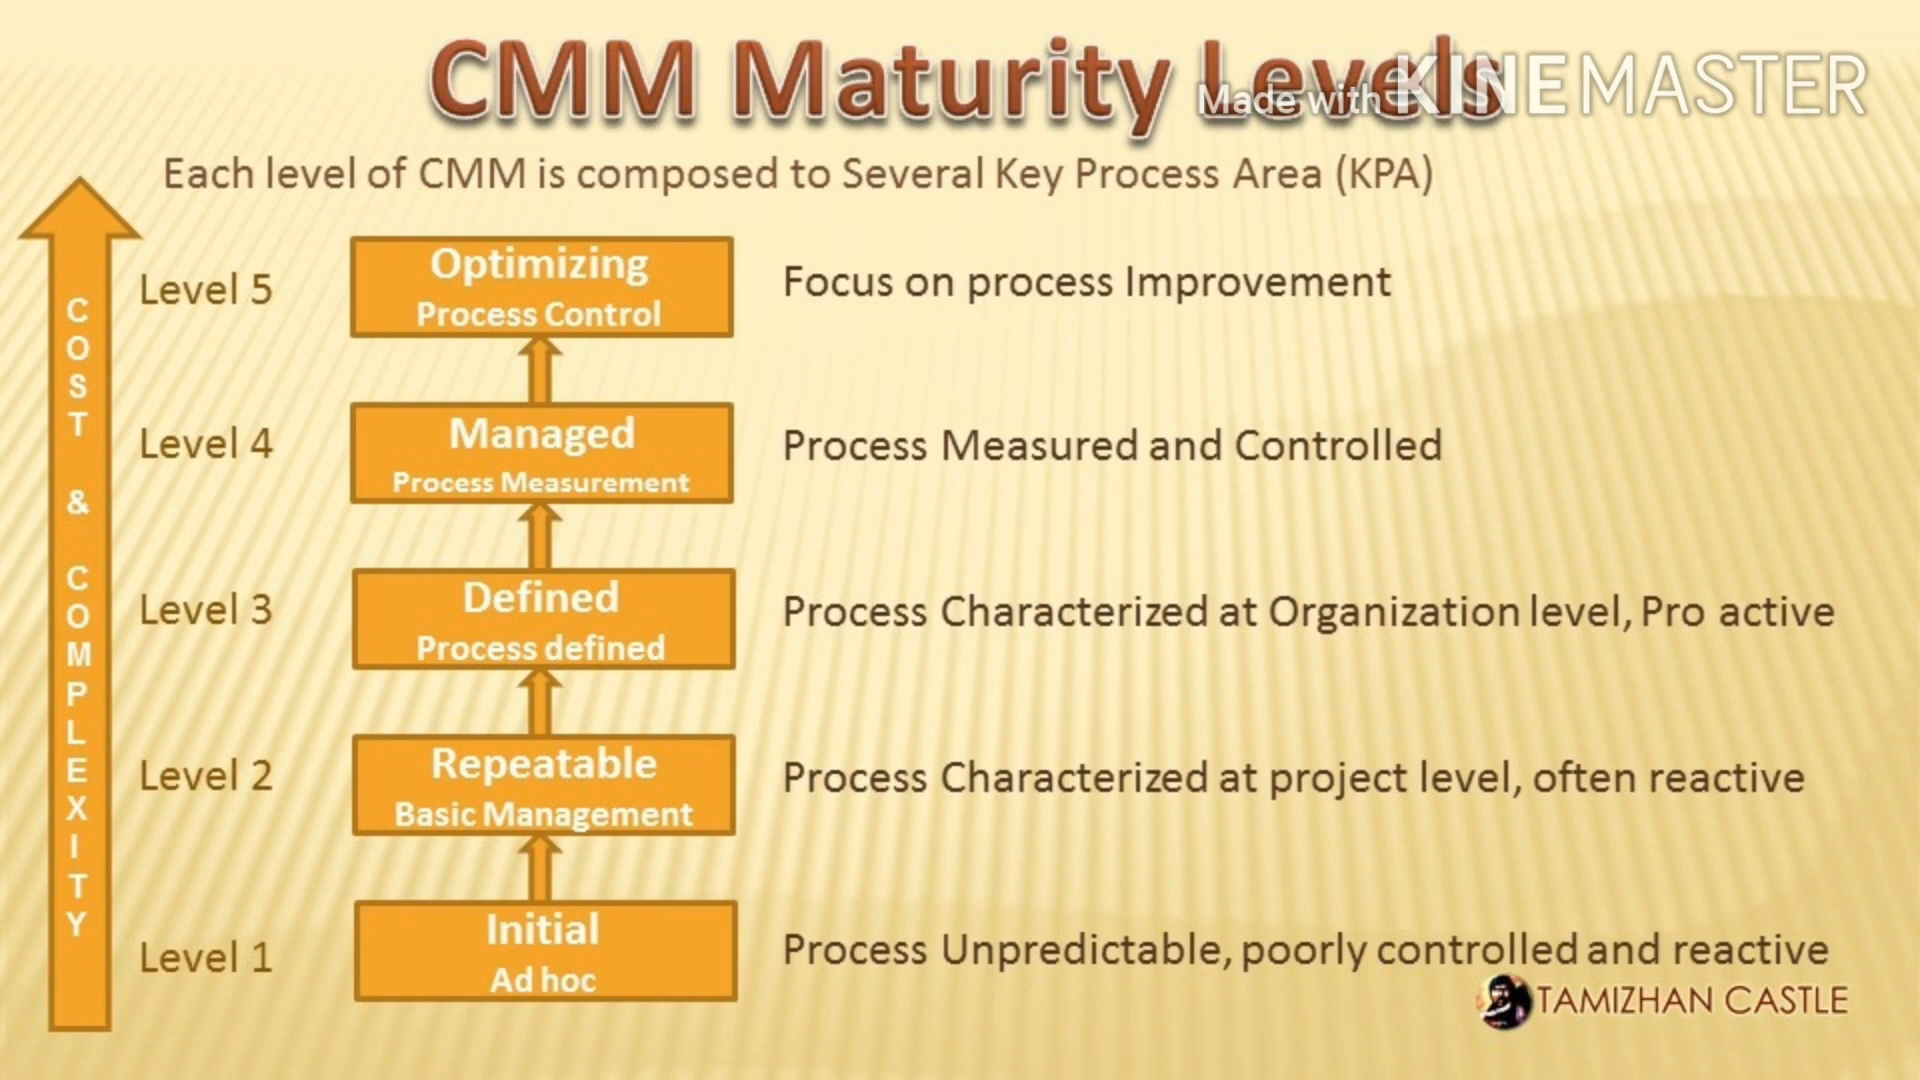 CMM Maturity Levels
Made with KINEMASTER
Each level of CMM is composed to Several Key Process Area (KPA)
COST & COMPLEXITY
Level 5
Optimizing
Process Control
Focus on process Improvement
Level 4
Managed
Process Measurement
Process Measured and Controlled
Level 3
Defined
Process defined
Process Characterized at Organization level, Pro active
Level 2
Repeatable
Basic Management
Process Characterized at project level, often reactive
Level 1
Initial
Ad hoc
Process Unpredictable, poorly controlled and reactive
TAMIZHAN CASTLE